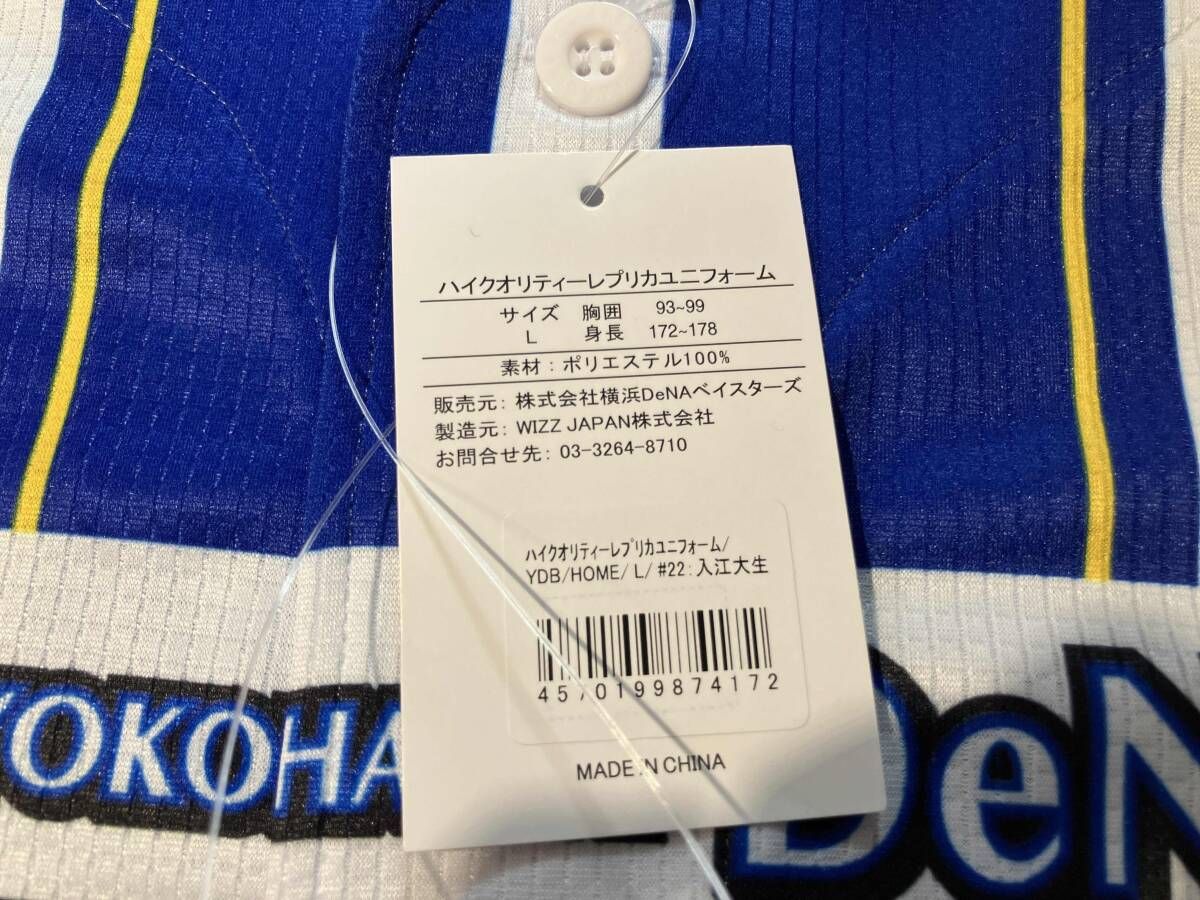 ハイクオリティーレプリカユニフォーム
サイズ 胸囲 93~99
L 身長 172~178
素材：ポリエステル100%
販売元：株式会社横浜DeNAベイスターズ
製造元：WIZZ JAPAN株式会社
お問合せ先：03-3264-8710
ﾊｲｸｵﾘﾃｨｰﾚﾌﾟﾘｶﾕﾆﾌｫｰﾑ/
YDB/HOME/ L/ #22：入江大生
4570199874172
MADE IN CHINA
YOKOHA DeN